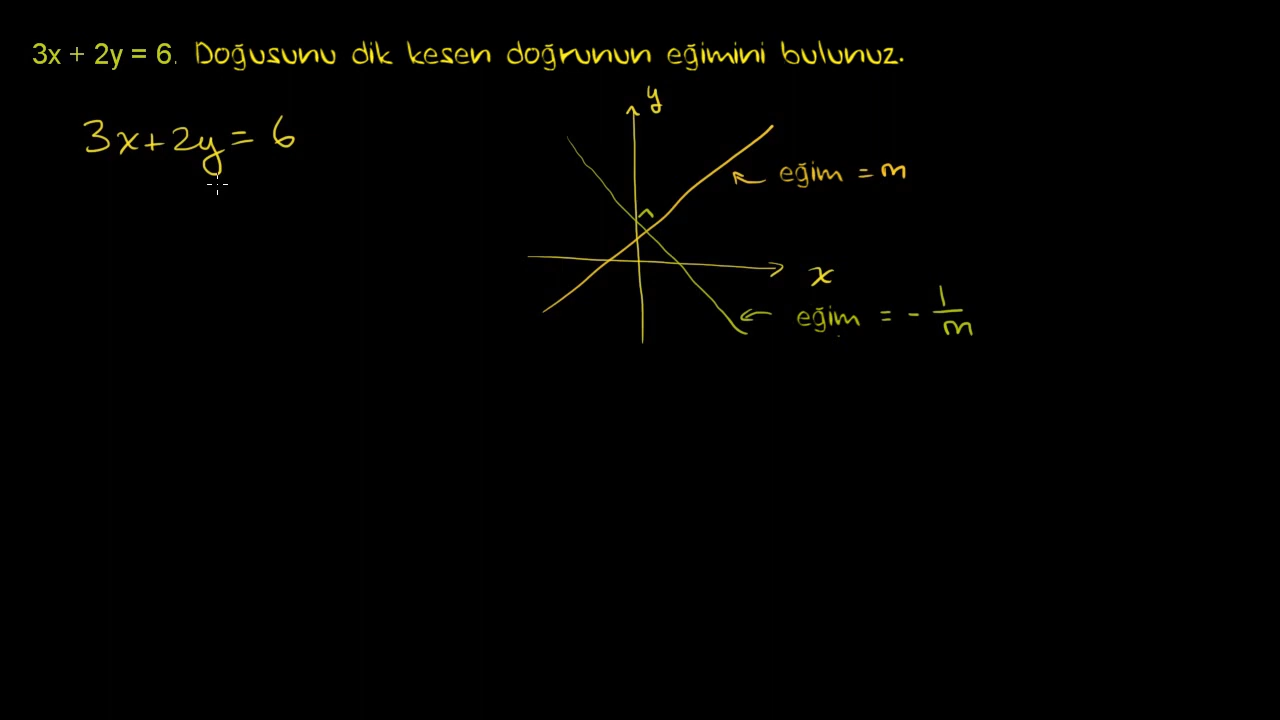 3x + 2y = 6. Doğusunu dik kesen doğrunun eğimini bulunuz.
3x+2y = 6
y
eğim = m
x
eğim = - 1/m